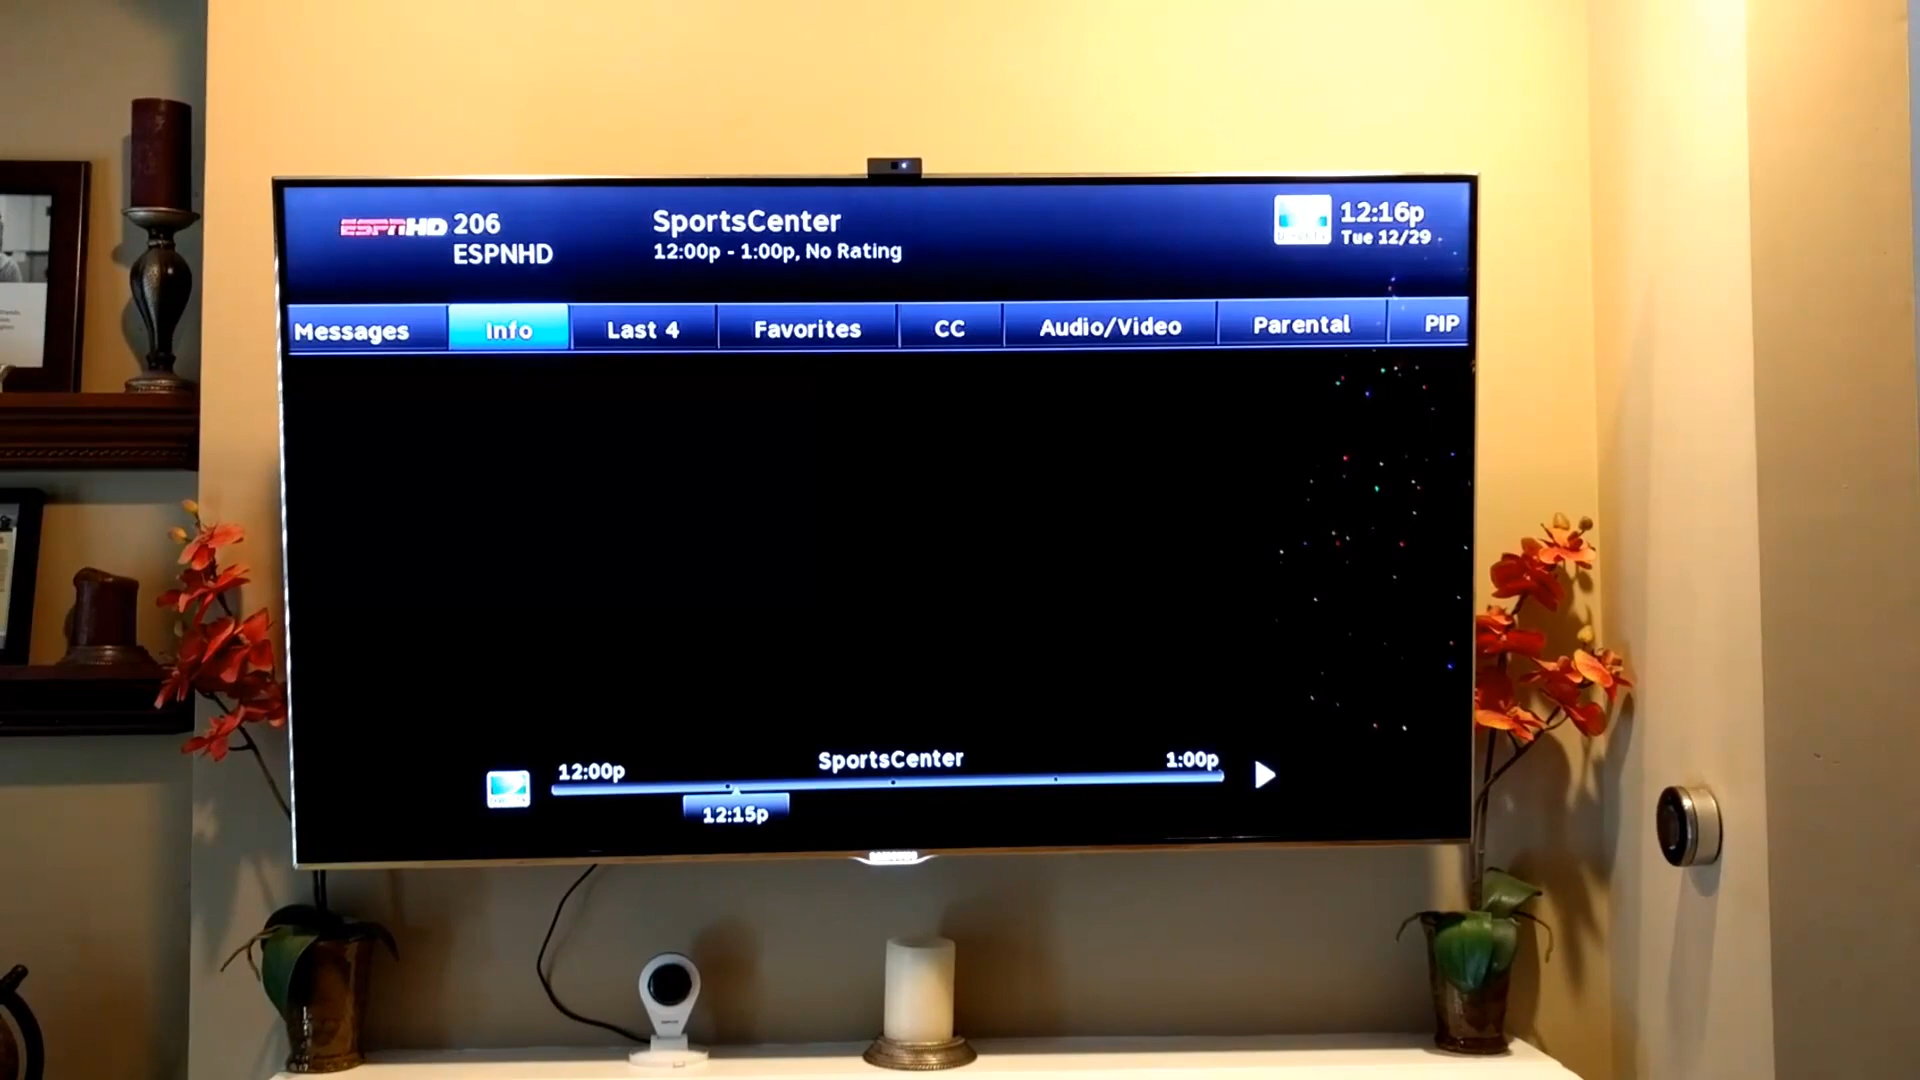 ESPNHD 206
ESPNHD
SportsCenter
12:00p - 1:00p, No Rating
12:16p
Tue 12/29
Messages Info Last 4 Favorites CC Audio/Video Parental PIP
SportsCenter
12:00p 1:00p
12:15p
SAMSUNG